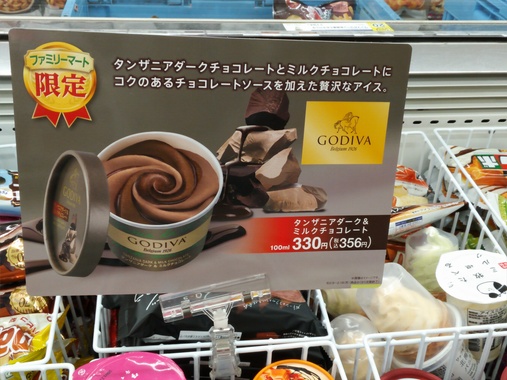 ファミリーマート
限定
タンザニアダークチョコレートとミルクチョコレートに
コクのあるチョコレートソースを加えた贅沢なアイス。
GODIVA
Belgium 1926
GODIVA
GODIVA
タンザニアダーク&
ミルクチョコレート
100ml 330円(税込356円)